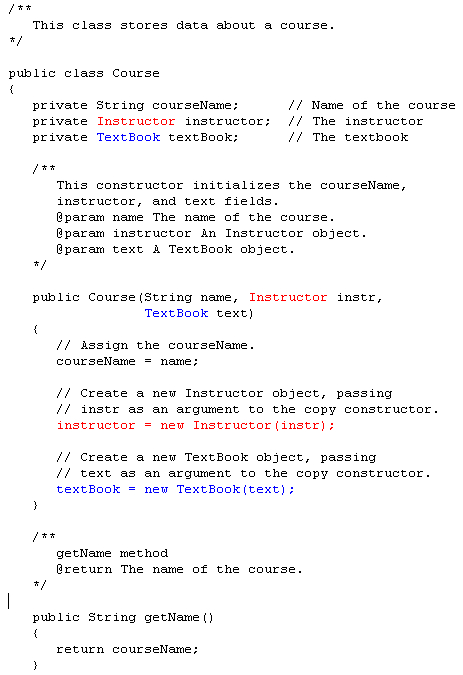 /**
   This class stores data about a course.
*/

public class Course
{
   private String courseName;      // Name of the course
   private Instructor instructor;  // The instructor
   private TextBook textBook;      // The textbook

   /**
      This constructor initializes the courseName,
      instructor, and text fields.
      @param name The name of the course.
      @param instructor An Instructor object.
      @param text A TextBook object.
   */

   public Course(String name, Instructor instr,
                 TextBook text)
   {
      // Assign the courseName.
      courseName = name;

      // Create a new Instructor object, passing
      // instr as an argument to the copy constructor.
      instructor = new Instructor(instr);

      // Create a new TextBook object, passing
      // text as an argument to the copy constructor.
      textBook = new TextBook(text);
   }

   /**
      getName method
      @return The name of the course.
   */

   public String getName()
   {
      return courseName;
   }